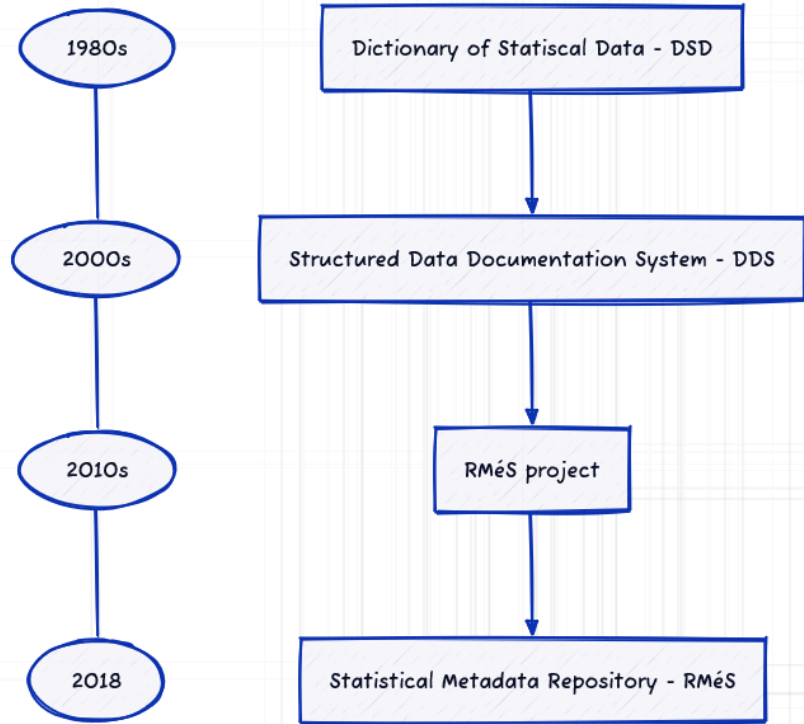 1980s
Dictionary of Statiscal Data - DSD
2000s
Structured Data Documentation System - DDS
2010s
RMéS project
2018
Statistical Metadata Repository - RMéS